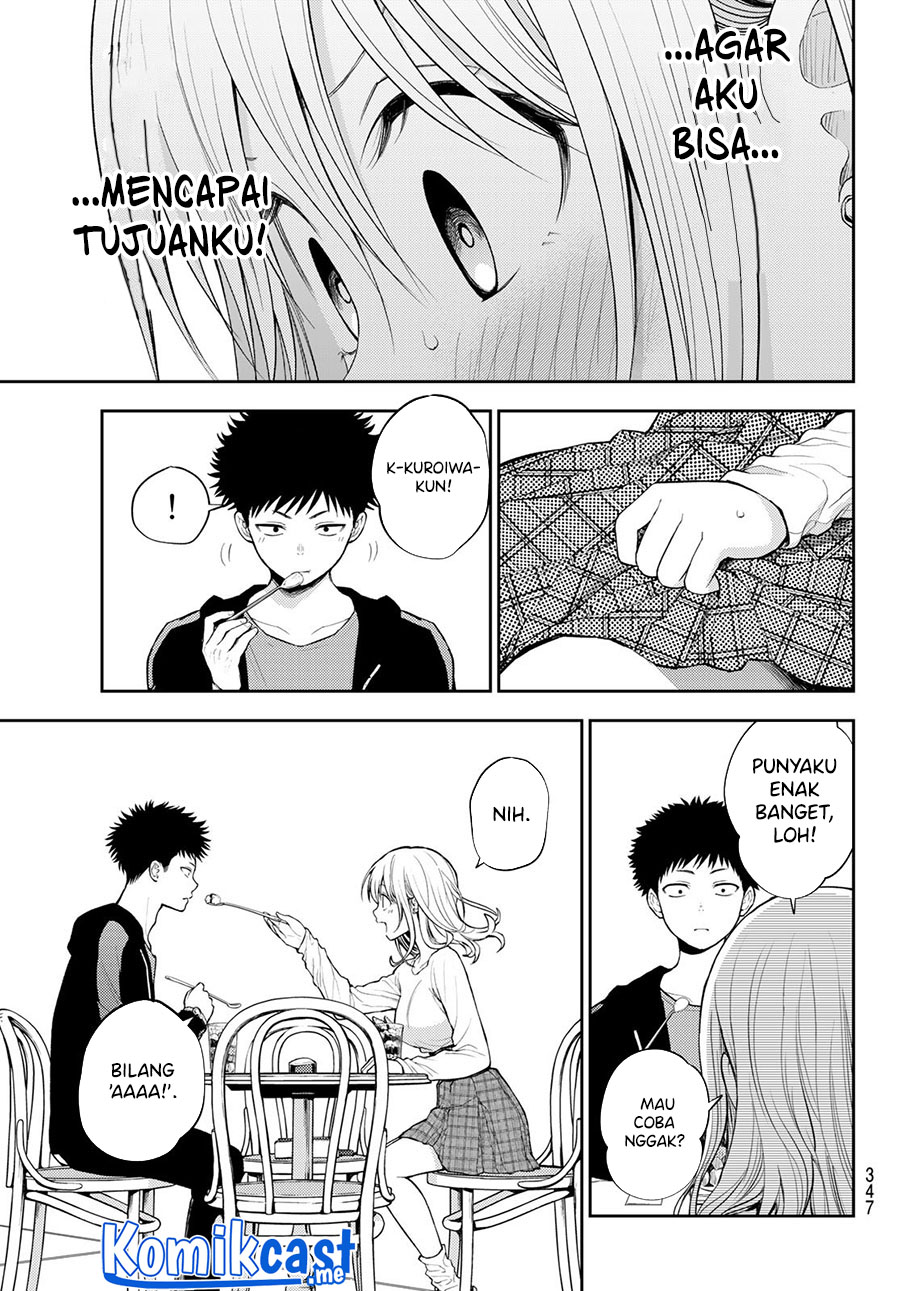 ...AGAR
AKU
BISA...
...MENCAPAI
TUJUANKU!
K-KUROIWA-
KUN!
!
PUNYAKU
ENAK
BANGET,
LOH!
MAU
COBA
NGGAK?
NIH.
BILANG
'AAAA!'.
347
Komikcast
.me